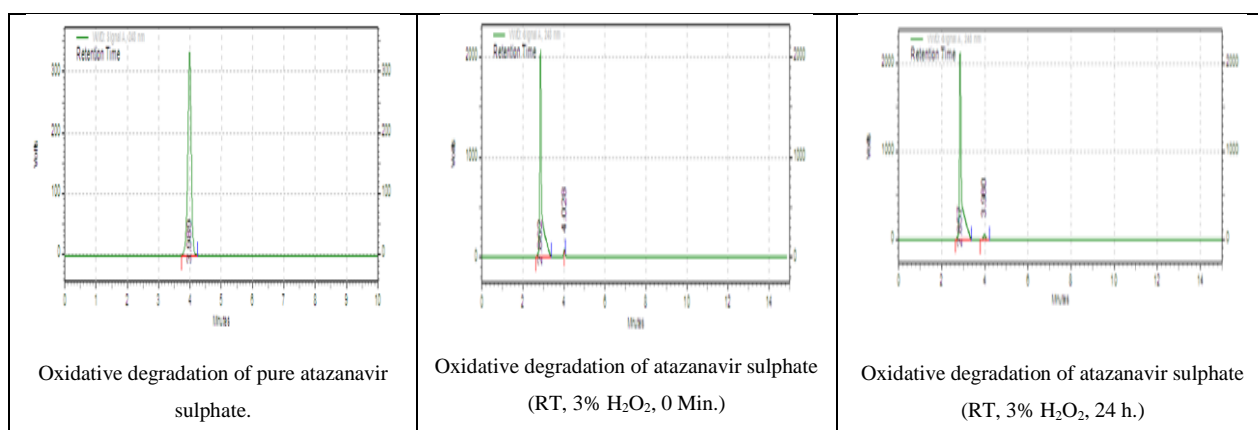 Retention Time
300
200
100
0
300
200
100
0
0 1 2 3 4 5 6 7 8 9 10
Minutes
Oxidative degradation of pure atazanavir
sulphate.
Retention Time
2000
1000
0
2000
1000
0
4.028
0 2 4 6 8 10 12 14
Minutes
Oxidative degradation of atazanavir sulphate
(RT, 3% H₂O₂, 0 Min.)
Retention Time
2000
1000
0
2000
1000
0
3.980
0 2 4 6 8 10 12 14
Minutes
Oxidative degradation of atazanavir sulphate
(RT, 3% H₂O₂, 24 h.)